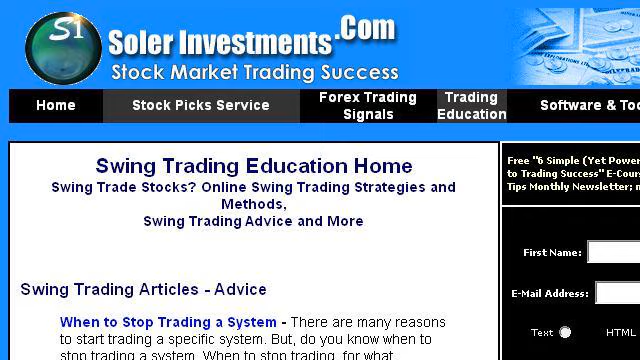 S1
Soler Investments.Com
Stock Market Trading Success
Home
Stock Picks Service
Forex Trading
Signals
Trading
Education
Software & Too
Swing Trading Education Home
Swing Trade Stocks? Online Swing Trading Strategies and
Methods,
Swing Trading Advice and More
Swing Trading Articles - Advice
When to Stop Trading a System - There are many reasons
to start trading a specific system. But, do you know when to
stop trading a system. When to stop trading, for what
Free "6 Simple (Yet Power
to Trading Success" E-Cours
Tips Monthly Newsletter;
First Name:
E-Mail Address:
Text
HTML